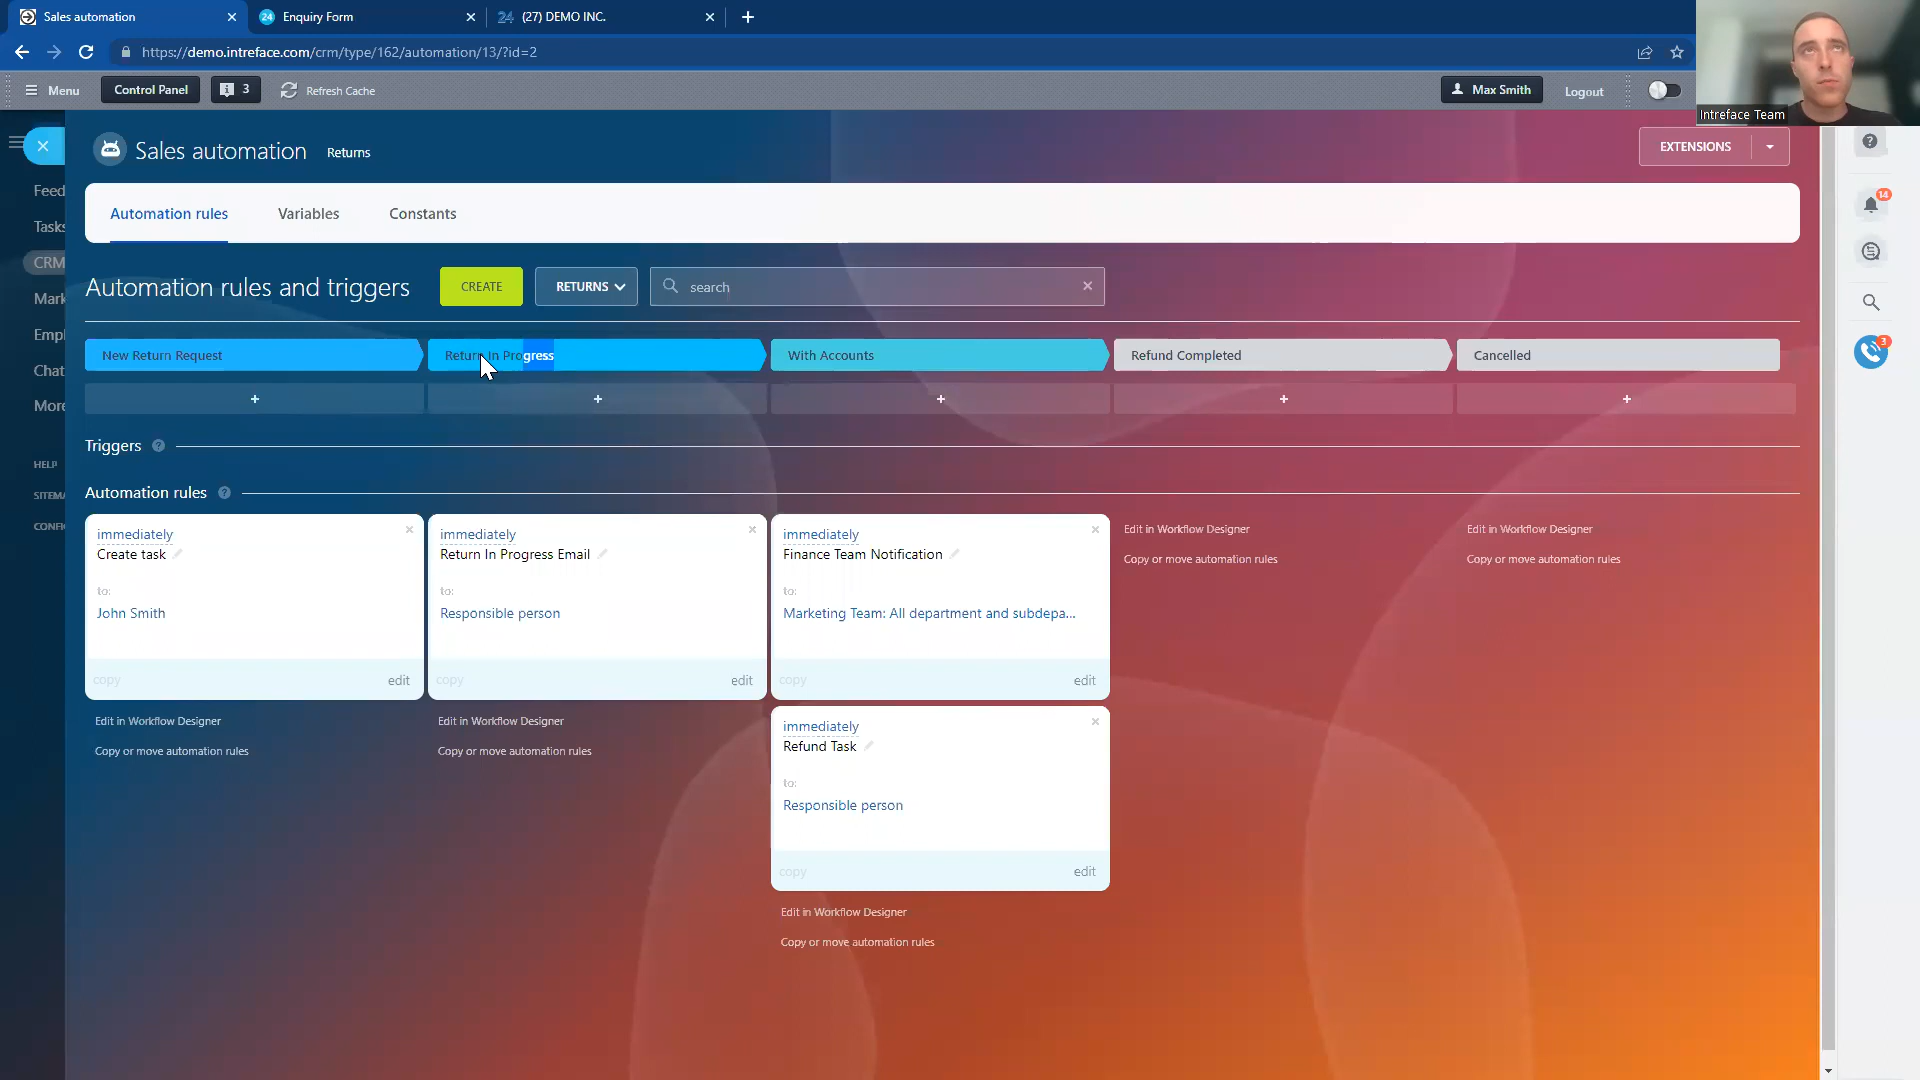 Sales automation
24 Enquiry Form
24 (27) DEMO INC.
https://demo.intreface.com/crm/type/162/automation/13/?id=2
Menu
Control Panel
3
Refresh Cache
Max Smith
Logout
Intreface Team
Sales automation
Returns
EXTENSIONS
Feed
Tasks
CRM
Mark
Empl
Chat
More
HELP
SITEMA
CONFI
14
3
Automation rules
Variables
Constants
Automation rules and triggers
CREATE
RETURNS
search
New Return Request
Return In Progress
With Accounts
Refund Completed
Cancelled
+
+
+
+
+
Triggers ?
Automation rules ?
immediately
Create task
to:
John Smith
copy
edit
Edit in Workflow Designer
Copy or move automation rules
immediately
Return In Progress Email
to:
Responsible person
copy
edit
Edit in Workflow Designer
Copy or move automation rules
immediately
Finance Team Notification
to:
Marketing Team: All department and subdepa...
copy
edit
immediately
Refund Task
to:
Responsible person
copy
edit
Edit in Workflow Designer
Copy or move automation rules
Edit in Workflow Designer
Copy or move automation rules
Edit in Workflow Designer
Copy or move automation rules